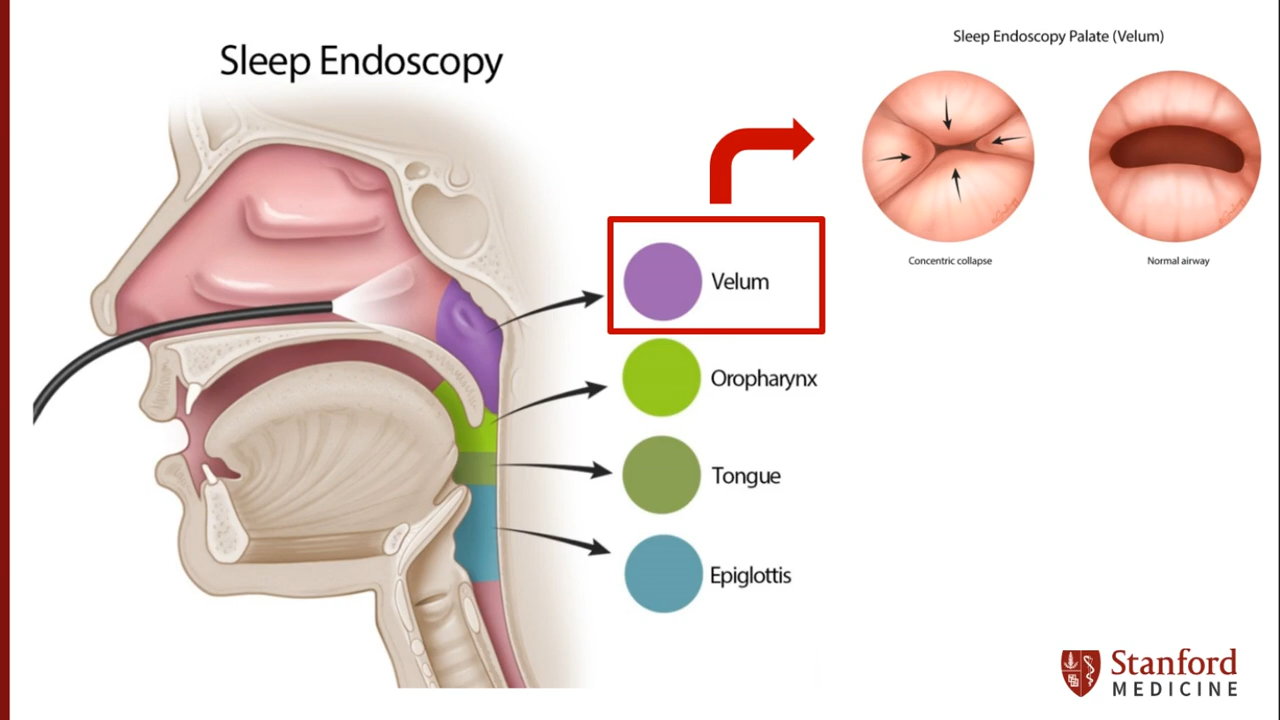 Sleep Endoscopy
Velum
Oropharynx
Tongue
Epiglottis
Sleep Endoscopy Palate (Velum)
Concentric collapse
Normal airway
Stanford
MEDICINE